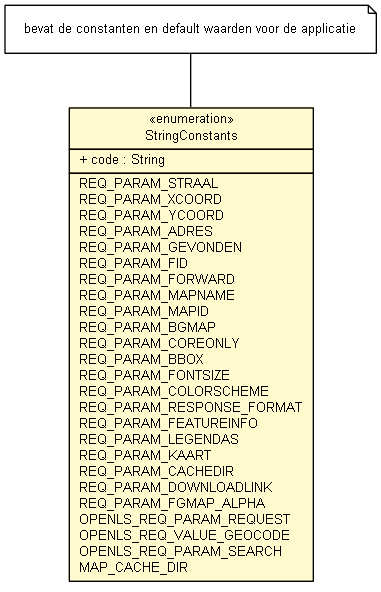 bevat de constanten en default waarden voor de applicatie
«enumeration»
StringConstants
+ code : String
REQ_PARAM_STRAAL
REQ_PARAM_XCOORD
REQ_PARAM_YCOORD
REQ_PARAM_ADRES
REQ_PARAM_GEVONDEN
REQ_PARAM_FID
REQ_PARAM_FORWARD
REQ_PARAM_MAPNAME
REQ_PARAM_MAPID
REQ_PARAM_BGMAP
REQ_PARAM_COREONLY
REQ_PARAM_BBOX
REQ_PARAM_FONTSIZE
REQ_PARAM_COLORSCHEME
REQ_PARAM_RESPONSE_FORMAT
REQ_PARAM_FEATUREINFO
REQ_PARAM_LEGENDAS
REQ_PARAM_KAART
REQ_PARAM_CACHEDIR
REQ_PARAM_DOWNLOADLINK
REQ_PARAM_FGMAP_ALPHA
OPENLS_REQ_PARAM_REQUEST
OPENLS_REQ_VALUE_GEOCODE
OPENLS_REQ_PARAM_SEARCH
MAP_CACHE_DIR